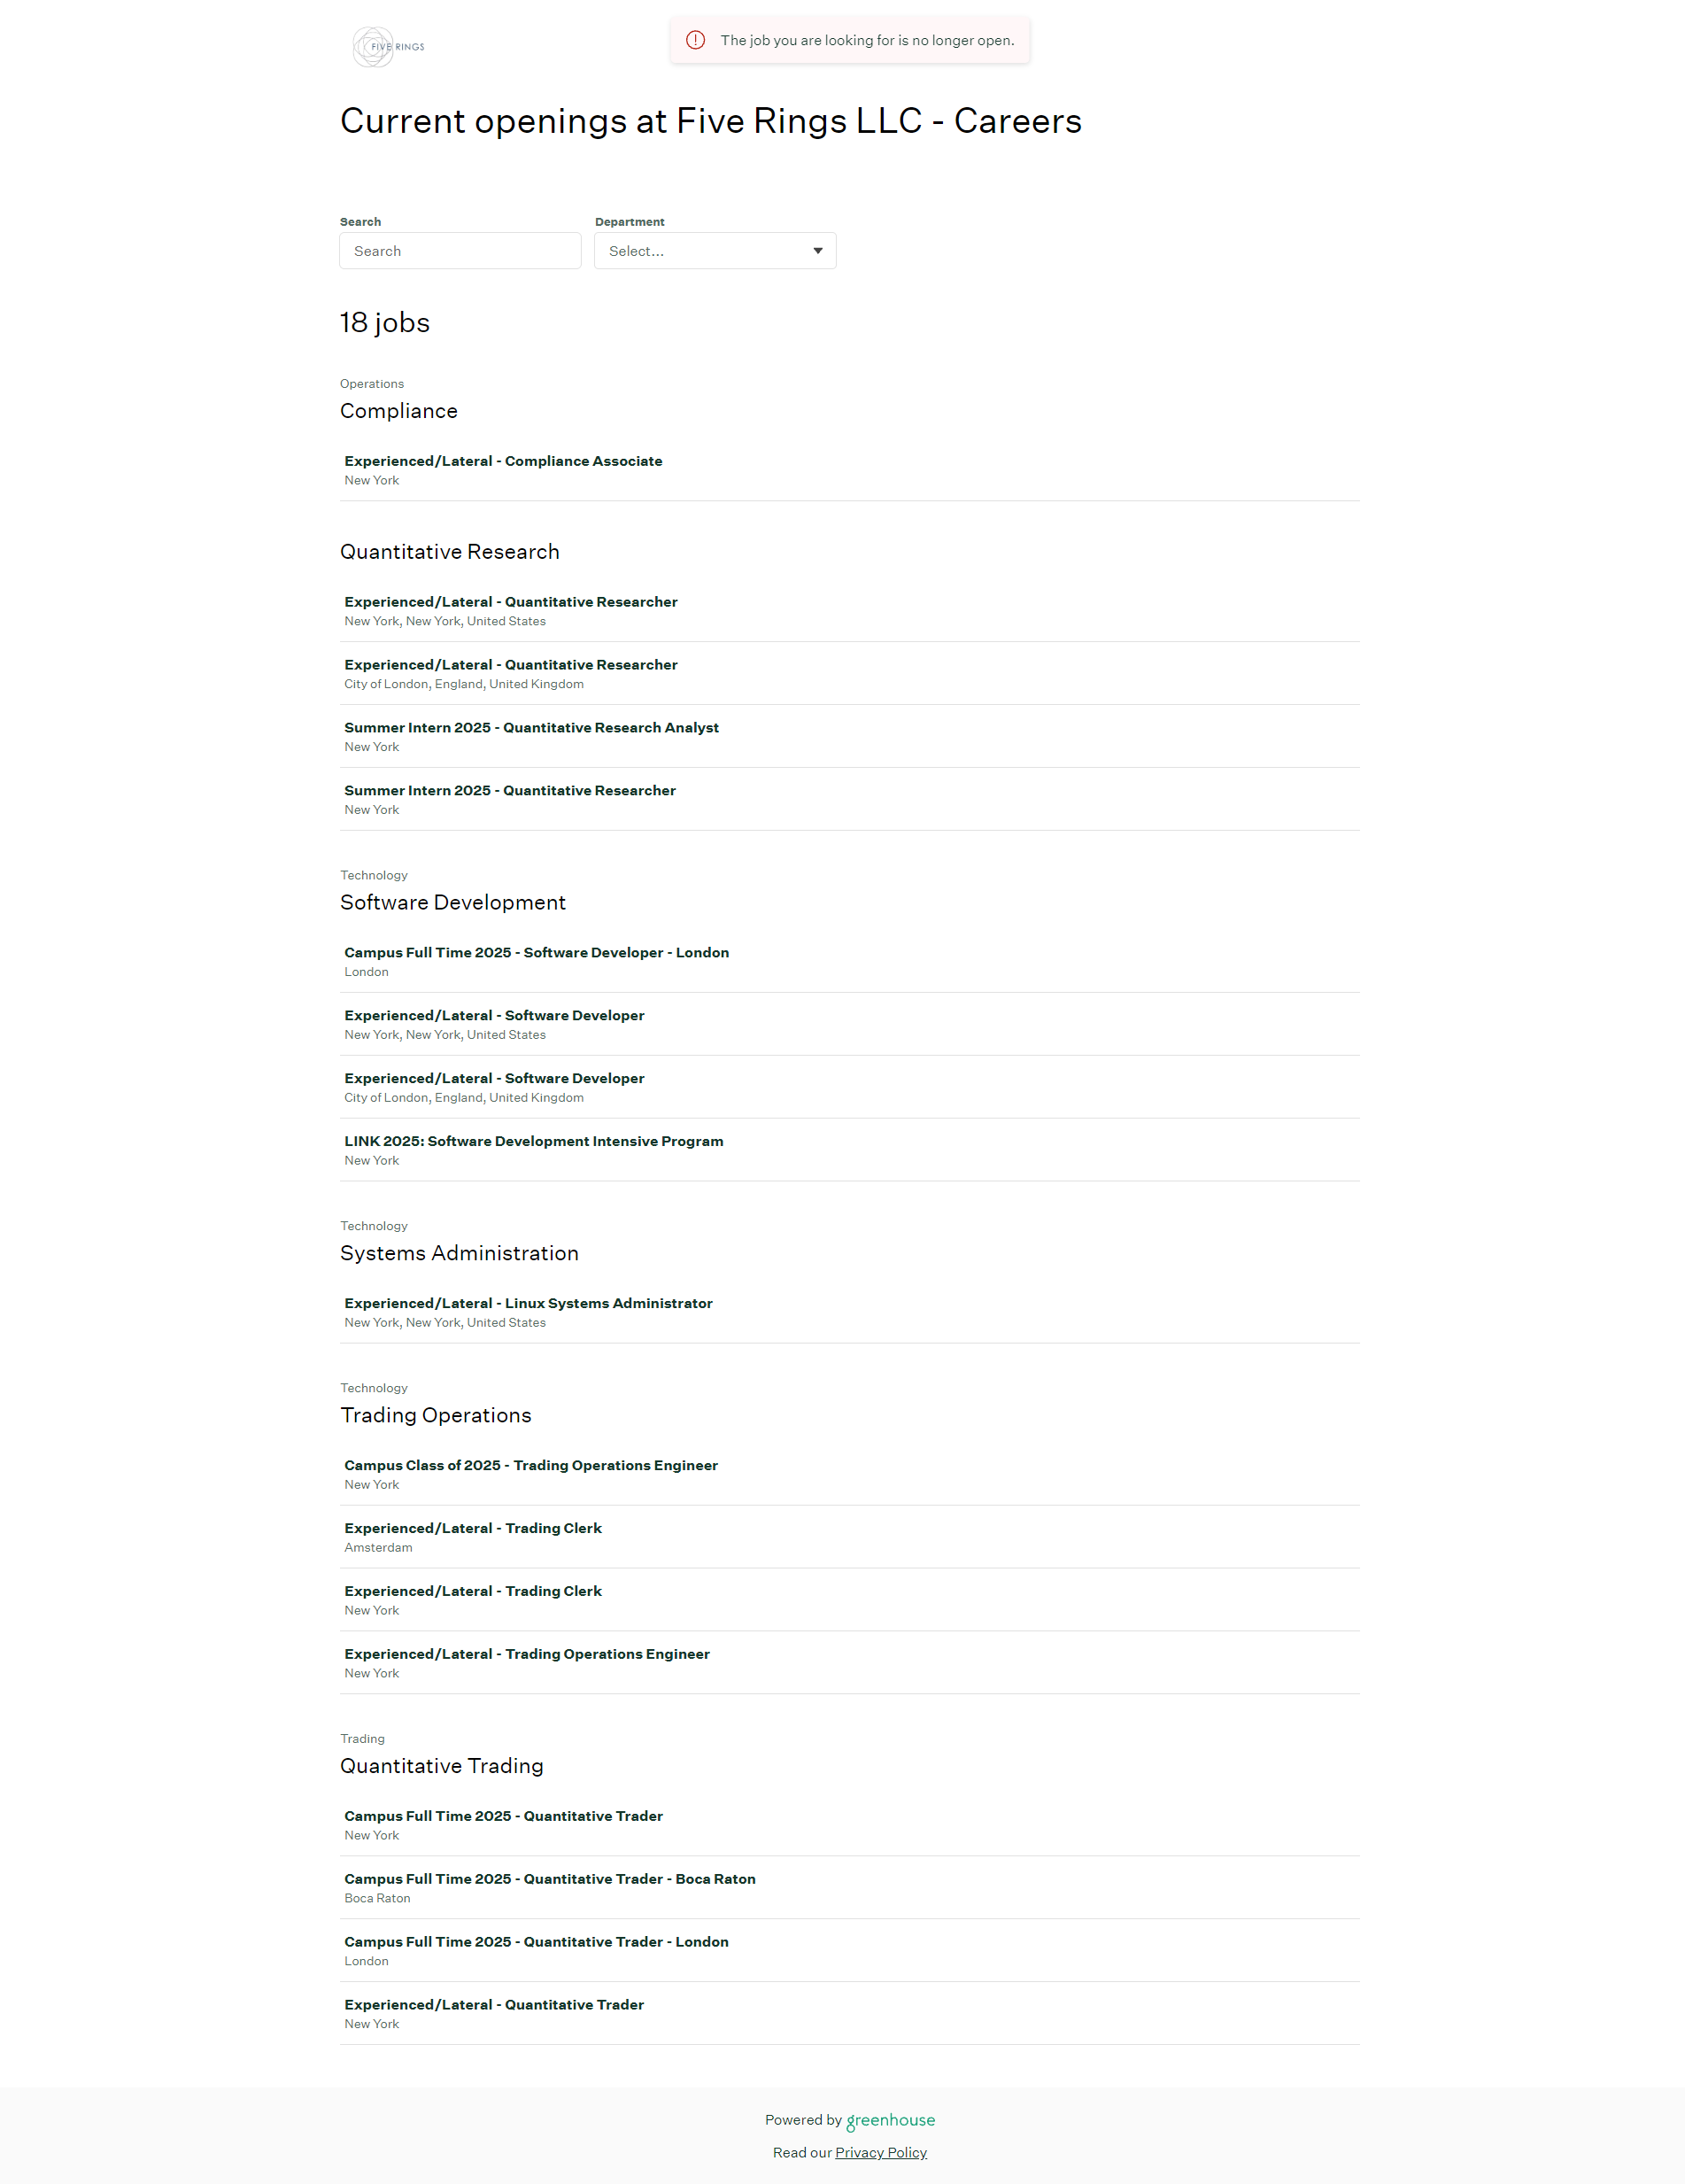 FIVE RINGS
The job you are looking for is no longer open.
Current openings at Five Rings LLC - Careers
Search
Department
Search
Select...
18 jobs
Operations
Compliance
Experienced/Lateral - Compliance Associate
New York
Quantitative Research
Experienced/Lateral - Quantitative Researcher
New York, New York, United States
Experienced/Lateral - Quantitative Researcher
City of London, England, United Kingdom
Summer Intern 2025 - Quantitative Research Analyst
New York
Summer Intern 2025 - Quantitative Researcher
New York
Technology
Software Development
Campus Full Time 2025 - Software Developer - London
London
Experienced/Lateral - Software Developer
New York, New York, United States
Experienced/Lateral - Software Developer
City of London, England, United Kingdom
LINK 2025: Software Development Intensive Program
New York
Technology
Systems Administration
Experienced/Lateral - Linux Systems Administrator
New York, New York, United States
Technology
Trading Operations
Campus Class of 2025 - Trading Operations Engineer
New York
Experienced/Lateral - Trading Clerk
Amsterdam
Experienced/Lateral - Trading Clerk
New York
Experienced/Lateral - Trading Operations Engineer
New York
Trading
Quantitative Trading
Campus Full Time 2025 - Quantitative Trader
New York
Campus Full Time 2025 - Quantitative Trader - Boca Raton
Boca Raton
Campus Full Time 2025 - Quantitative Trader - London
London
Experienced/Lateral - Quantitative Trader
New York
Powered by greenhouse
Read our Privacy Policy